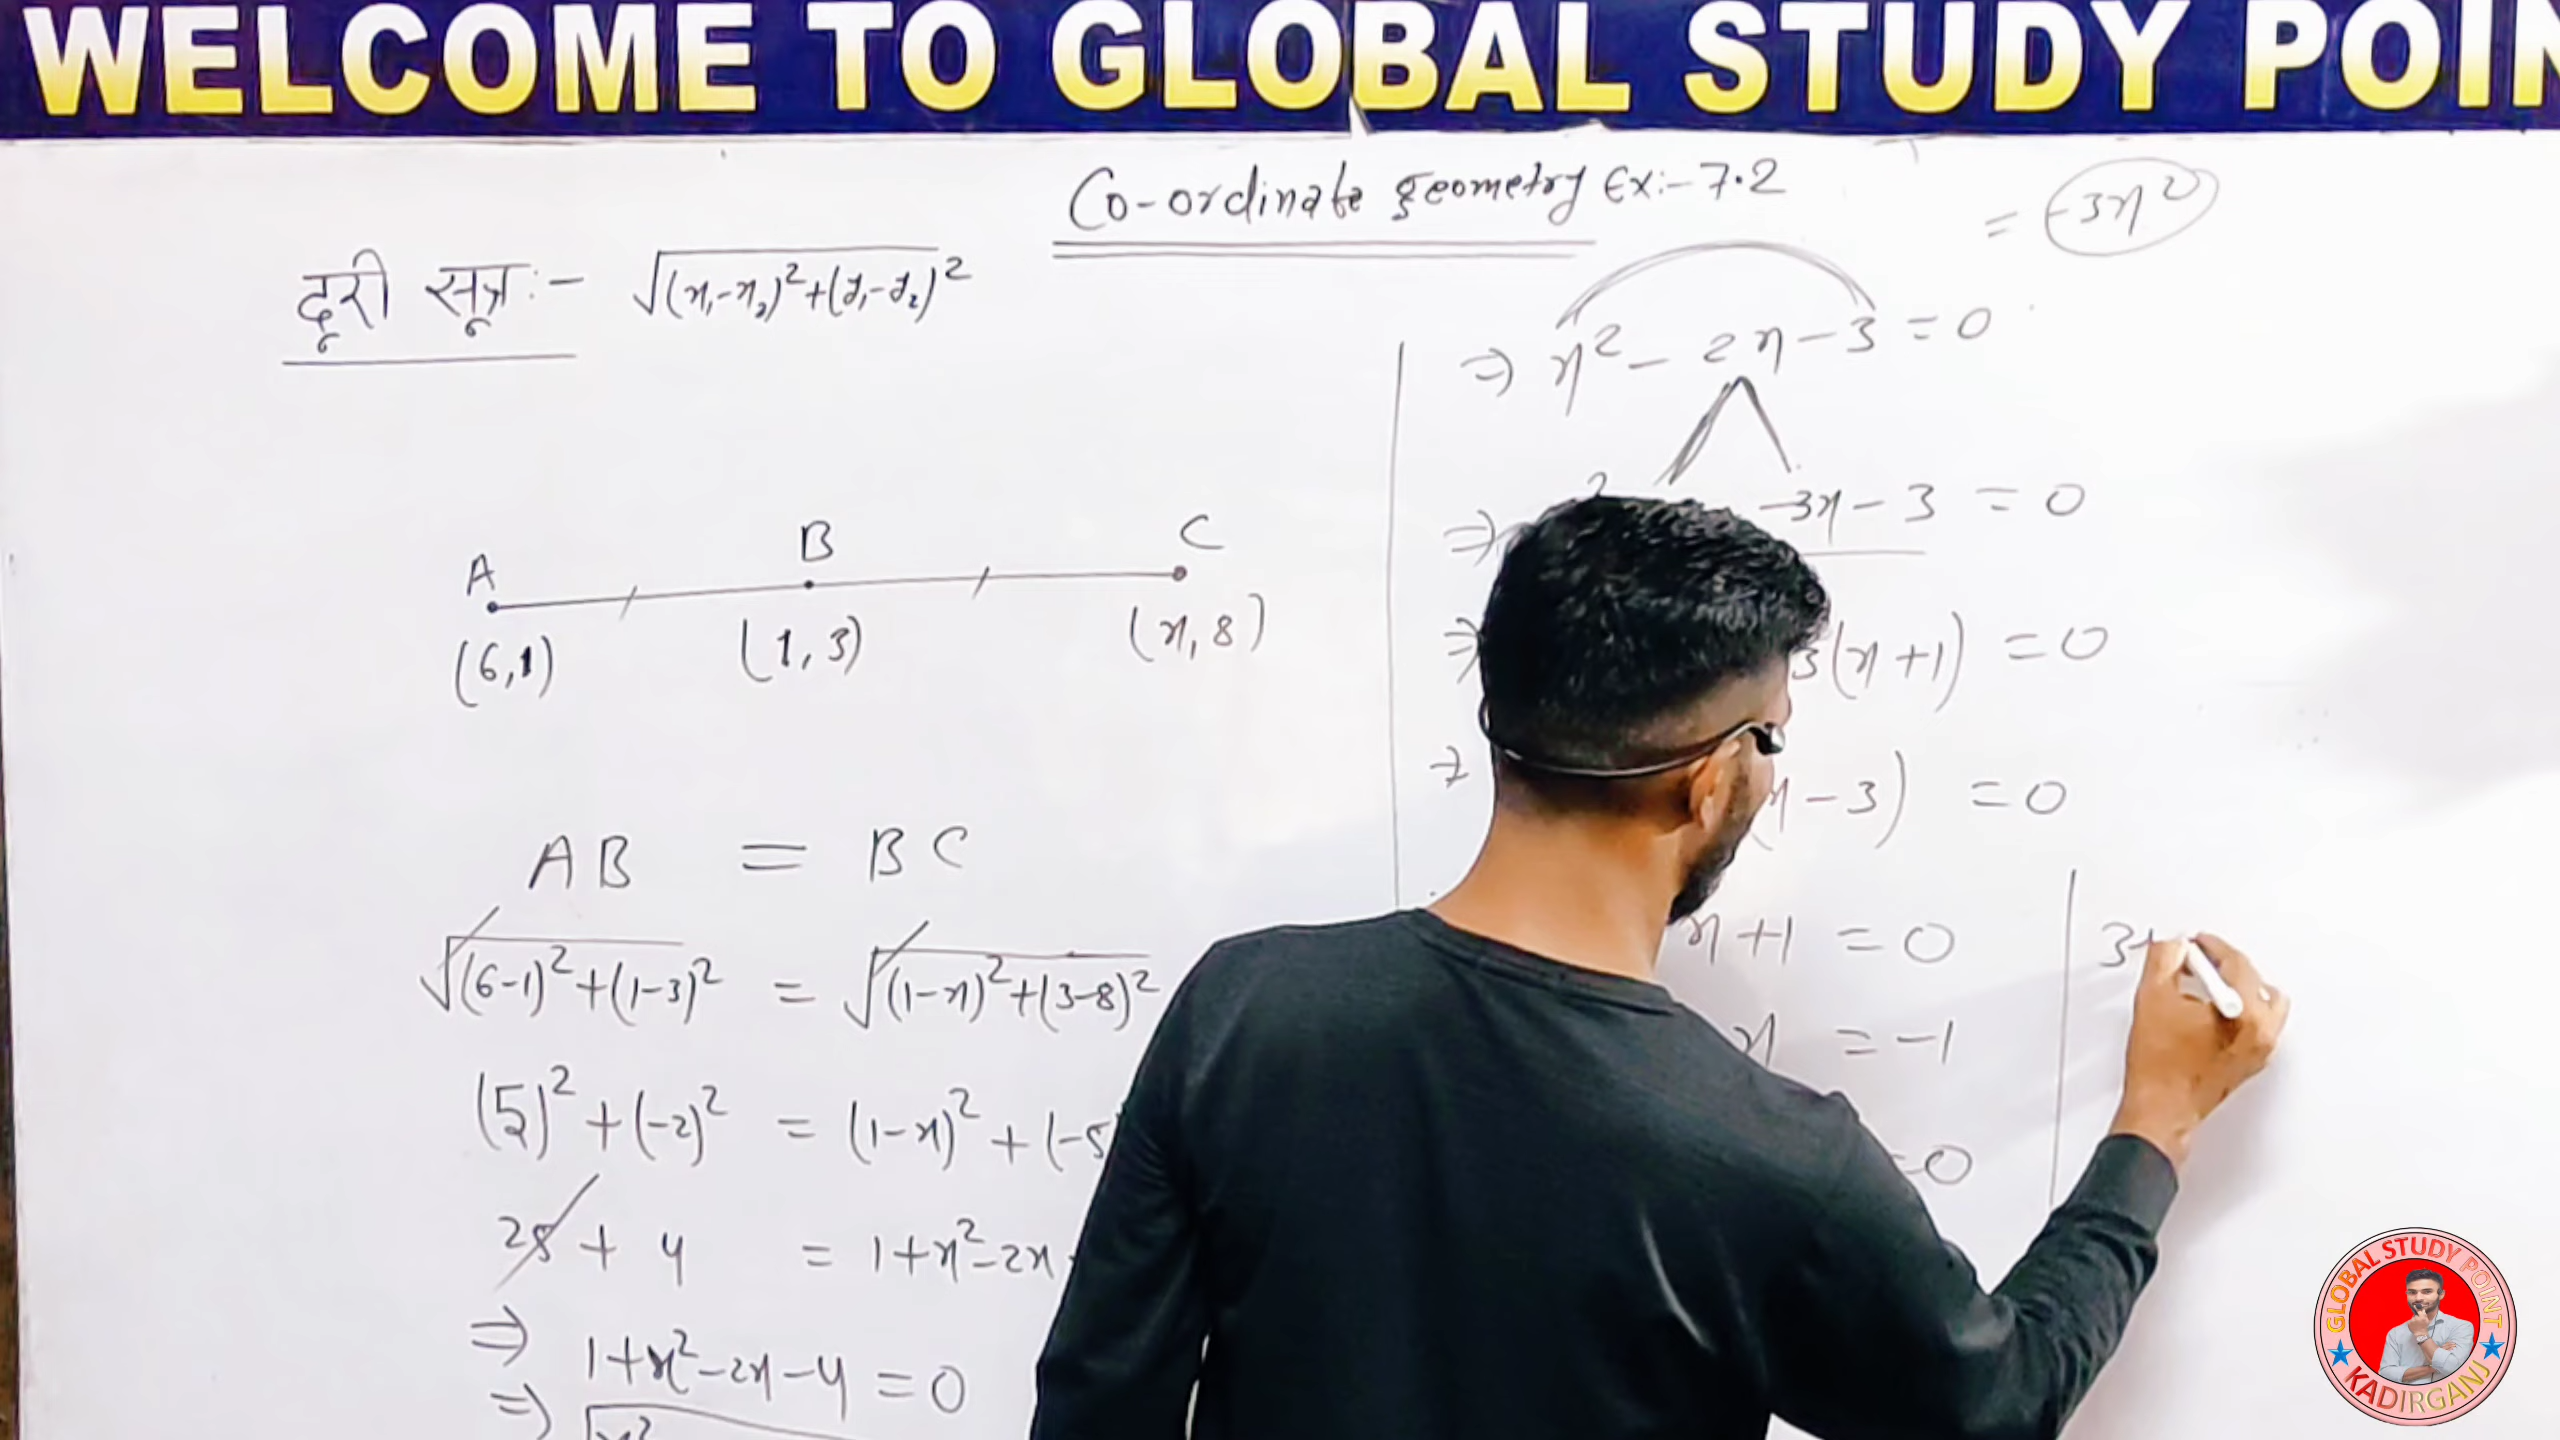 WELCOME TO GLOBAL STUDY POIN
Co-ordinate geometry Ex:- 7.2
दूरी सूत्र :- √(x₁-x₂)²+(y₁-y₂)²
A B C
(6,1) (1,3) (x,8)
AB = BC
√(6-1)²+(1-3)² = √(1-x)²+(3-8)²
(5)²+(-2)² = (1-x)²+(-5
25 + 4 = 1+x²-2x
⇒ 1+x²-2x-4 = 0
⇒ x²
= -3x²
⇒ x² - 2x - 3 = 0
⇒ 2 -3x - 3 = 0
⇒ 3(x+1) = 0
⇒ x-3) = 0
x+1 = 0
x = -1
=0
3+
GLOBAL STUDY POINT
KADIRGANJ